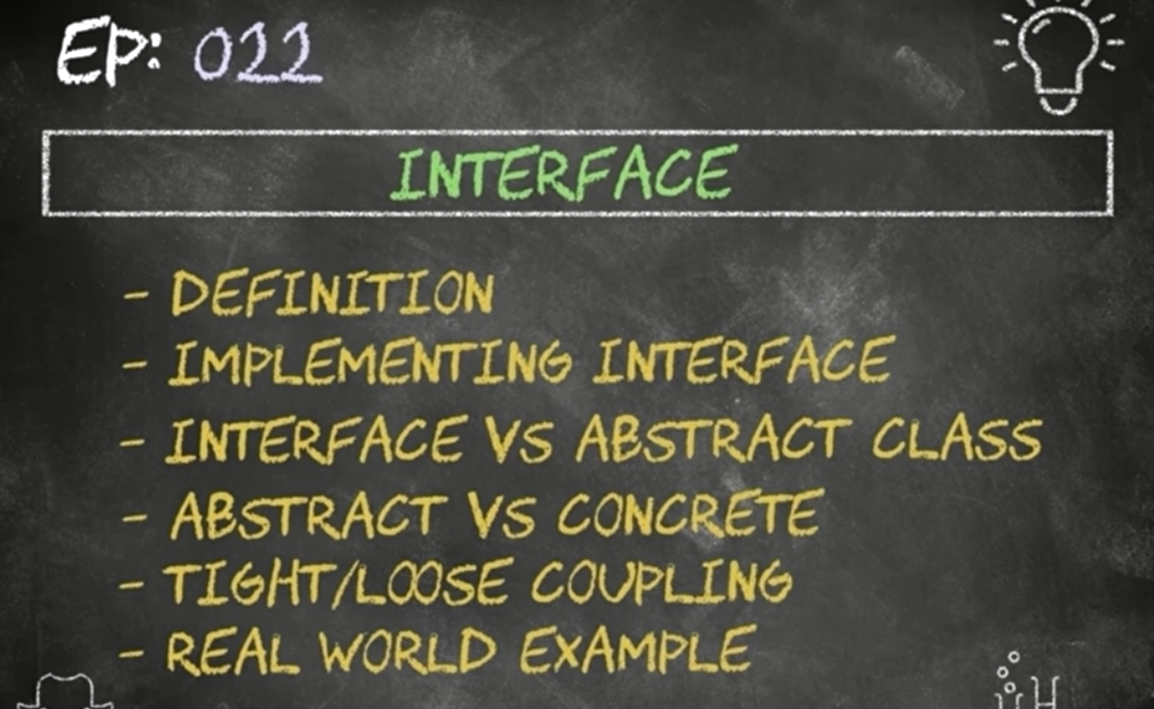 EP: 022
INTERFACE
- DEFINITION
- IMPLEMENTING INTERFACE
- INTERFACE VS ABSTRACT CLASS
- ABSTRACT VS CONCRETE
- TIGHT/LOOSE COUPLING
- REAL WORLD EXAMPLE